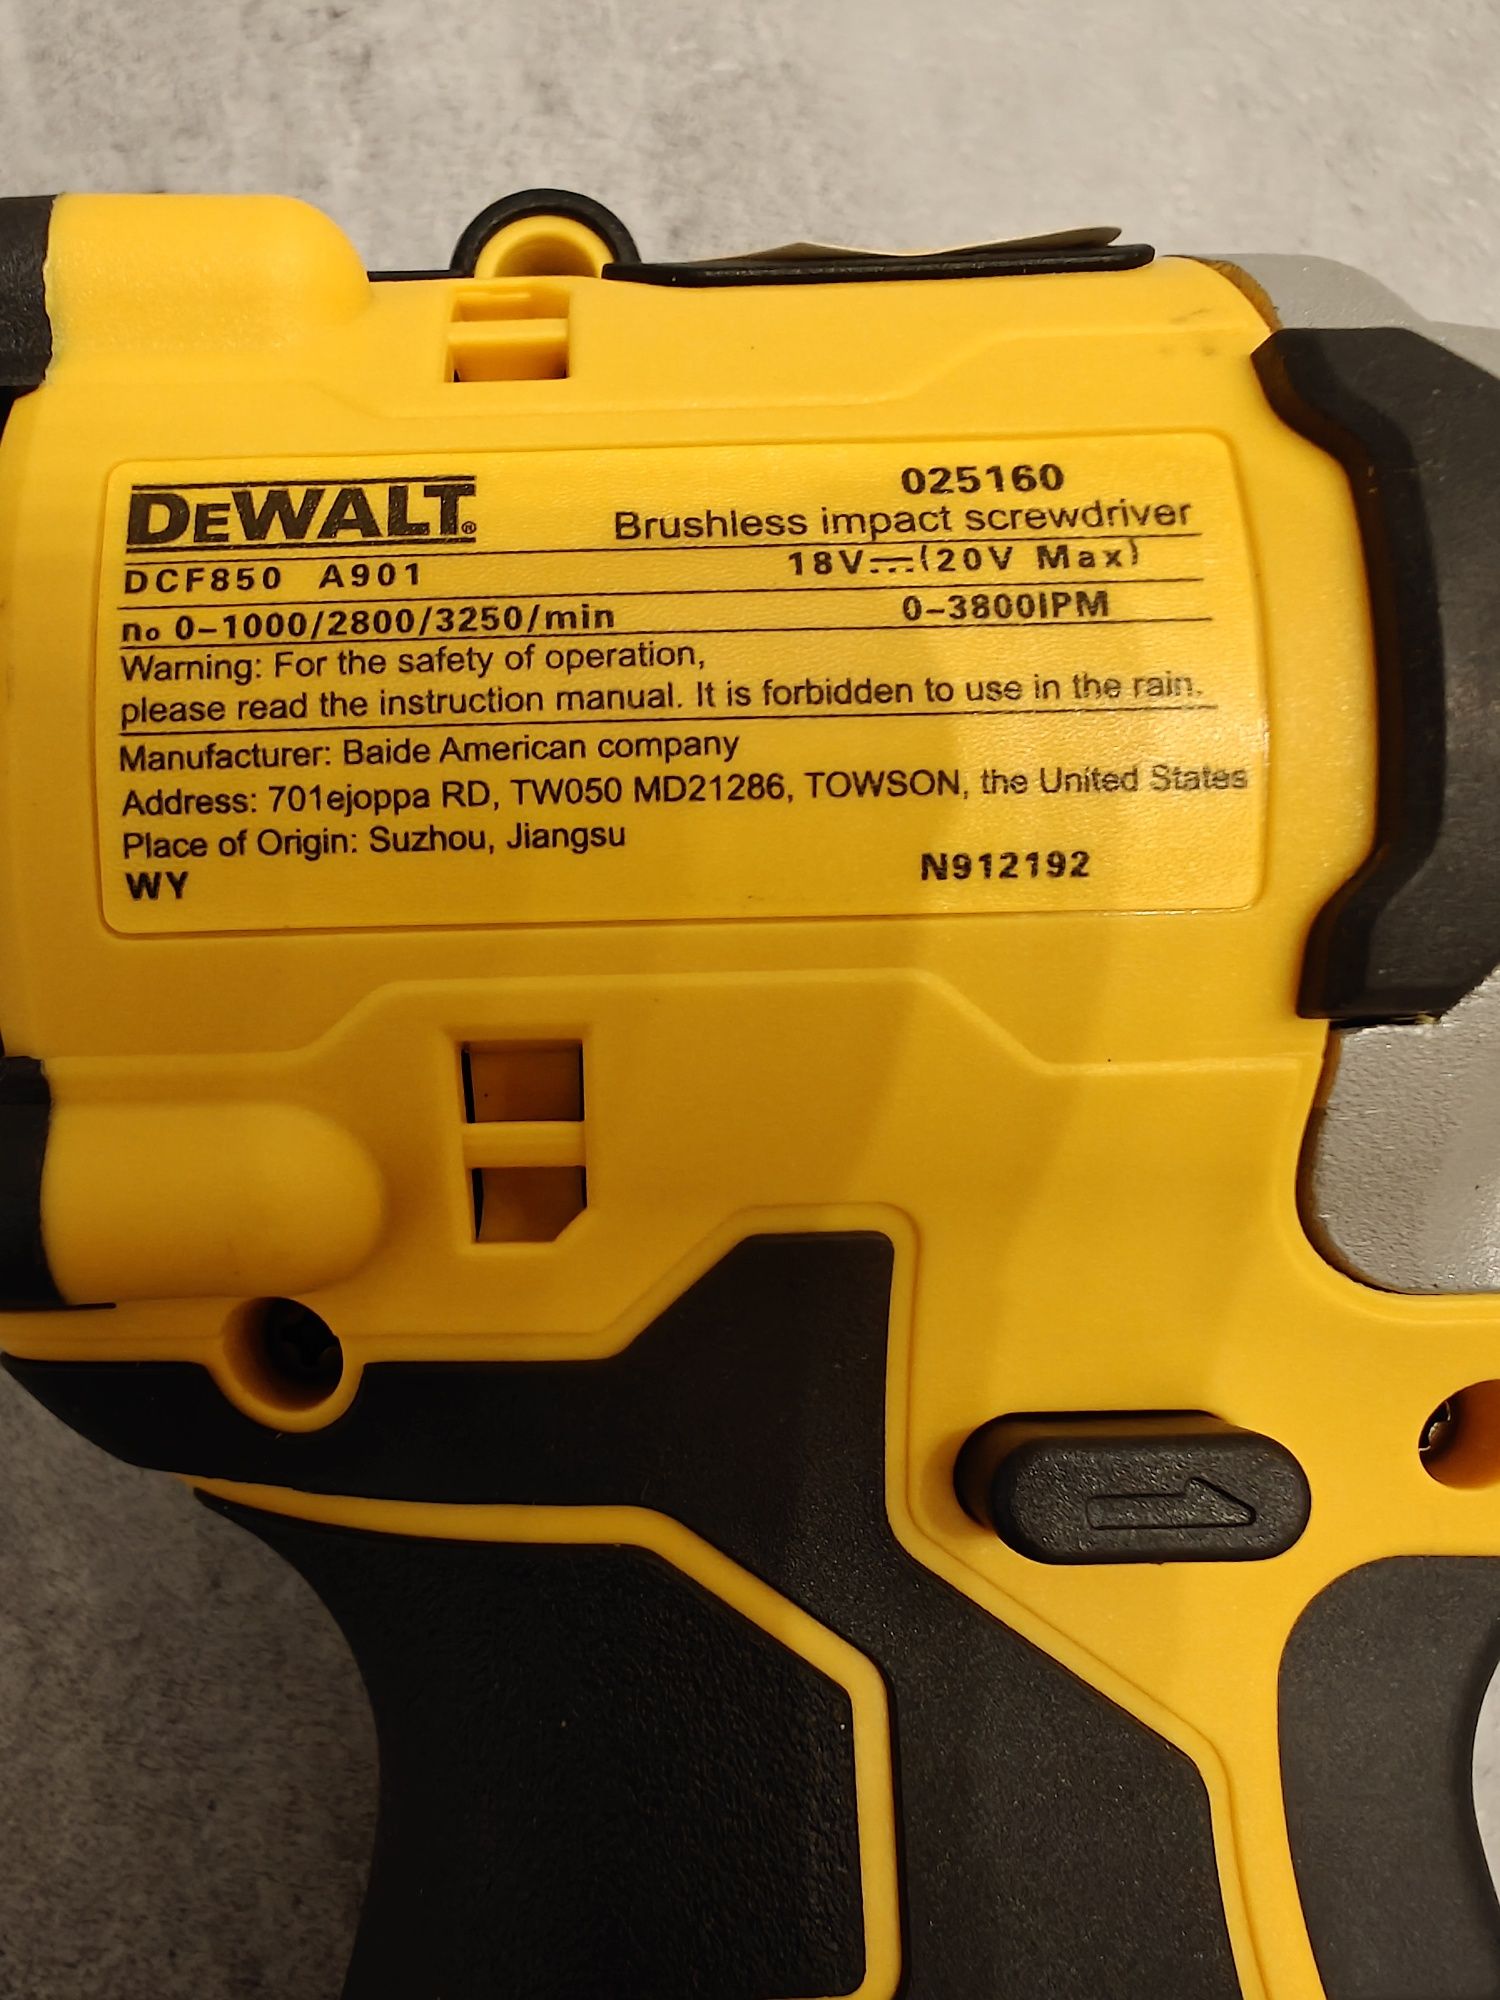 DEWALT®
025160
Brushless impact screwdriver
DCF850 A901
18V⎓(20V Max)
no 0-1000/2800/3250/min
0-3800IPM
Warning: For the safety of operation,
please read the instruction manual. It is forbidden to use in the rain.
Manufacturer: Baide American company
Address: 701ejoppa RD, TW050 MD21286, TOWSON, the United States
Place of Origin: Suzhou, Jiangsu
WY
N912192